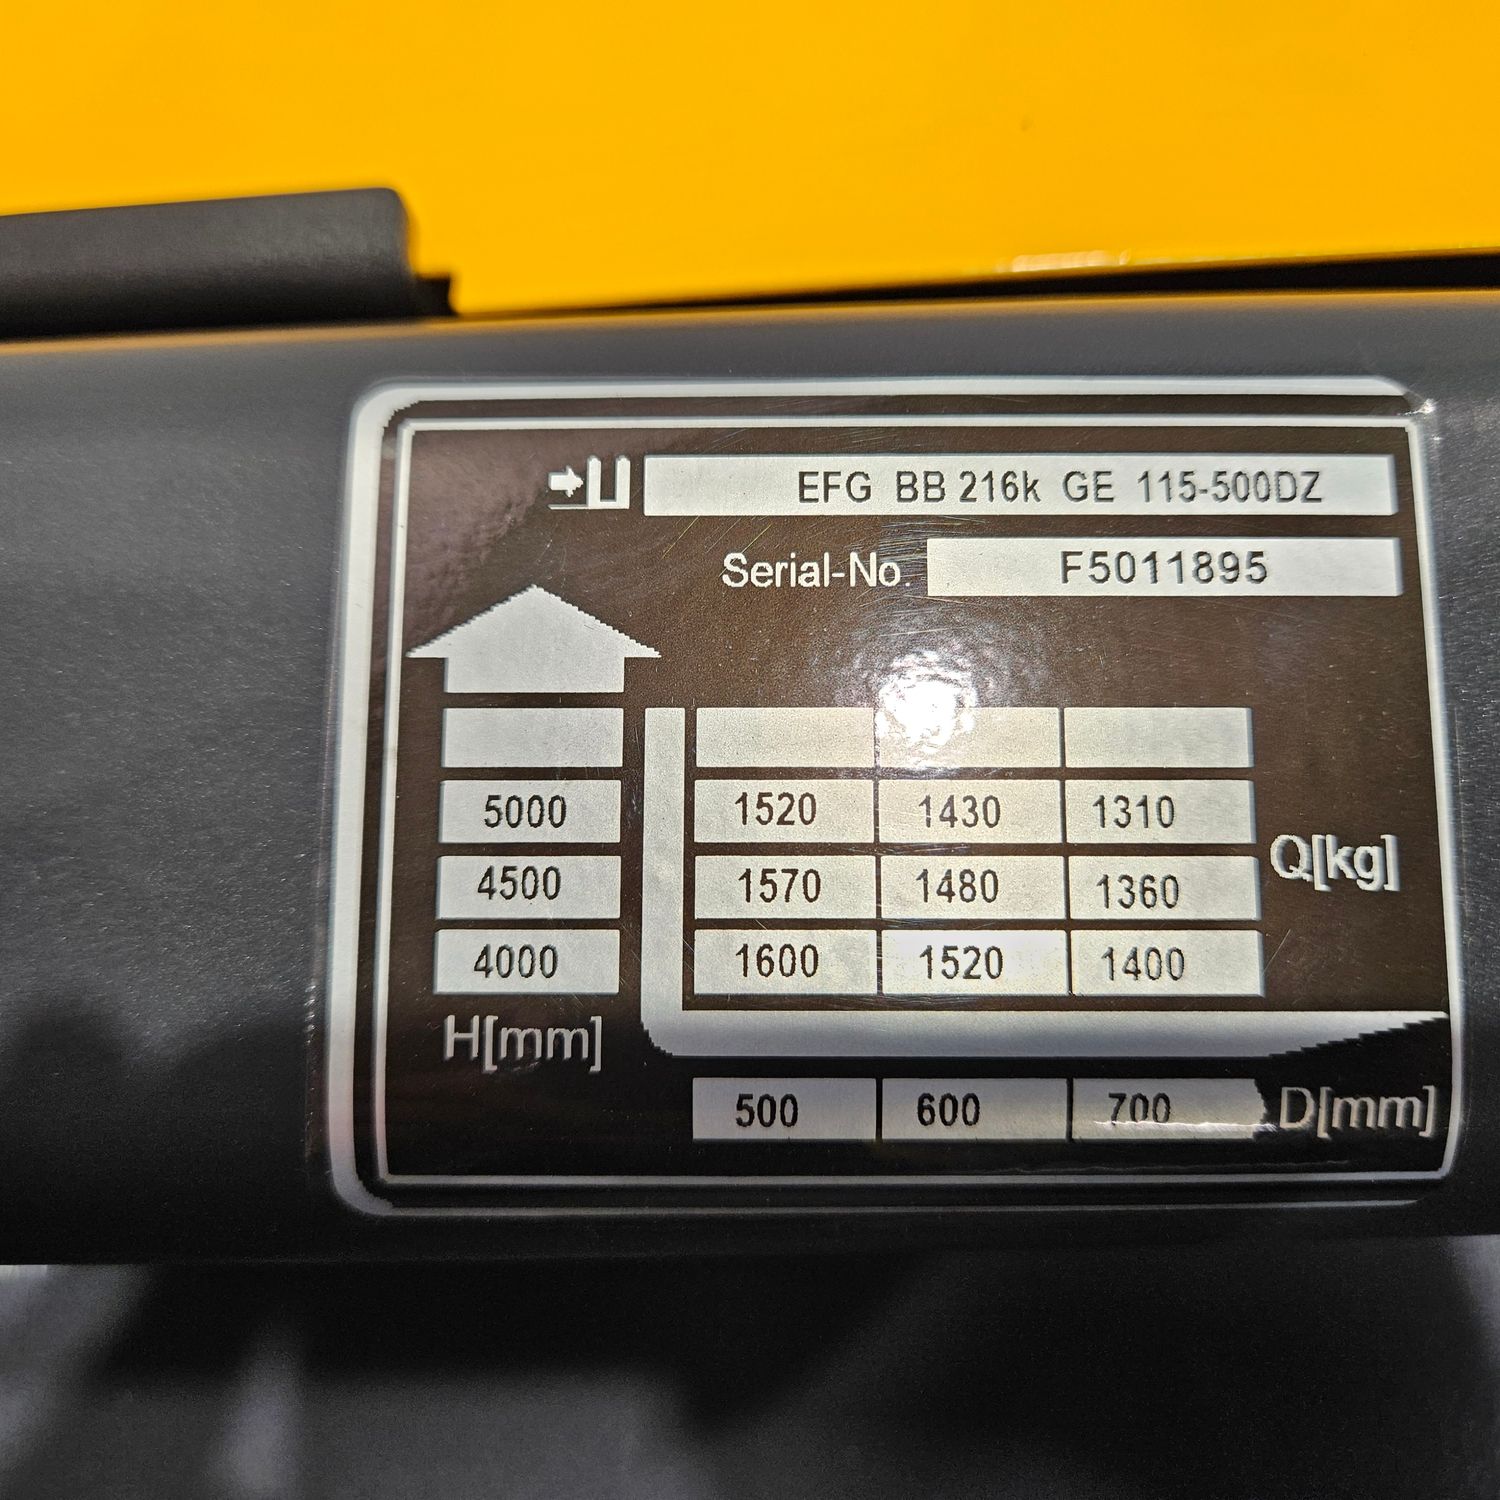 EFG BB 216k GE 115-500DZ
Serial-No. F5011895
5000 1520 1430 1310
Q[kg]
4500 1570 1480 1360
4000 1600 1520 1400
H[mm]
500 600 700 D[mm]